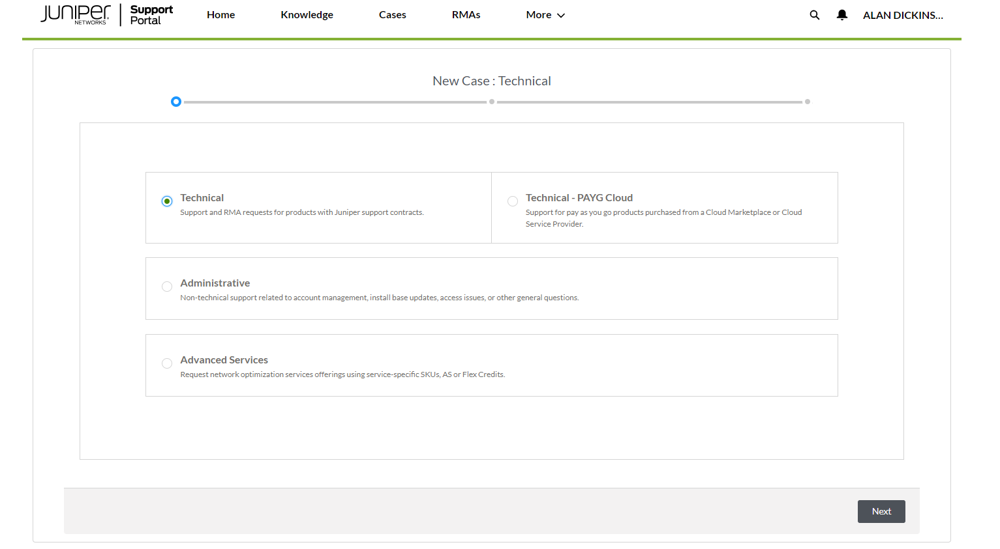 JUNIPER NETWORKS
Support Portal
Home
Knowledge
Cases
RMAs
More
ALAN DICKINS...
New Case : Technical
Technical
Support and RMA requests for products with Juniper support contracts.
Technical - PAYG Cloud
Support for pay as you go products purchased from a Cloud Marketplace or Cloud
Service Provider.
Administrative
Non-technical support related to account management, install base updates, access issues, or other general questions.
Advanced Services
Request network optimization services offerings using service-specific SKUs, AS or Flex Credits.
Next